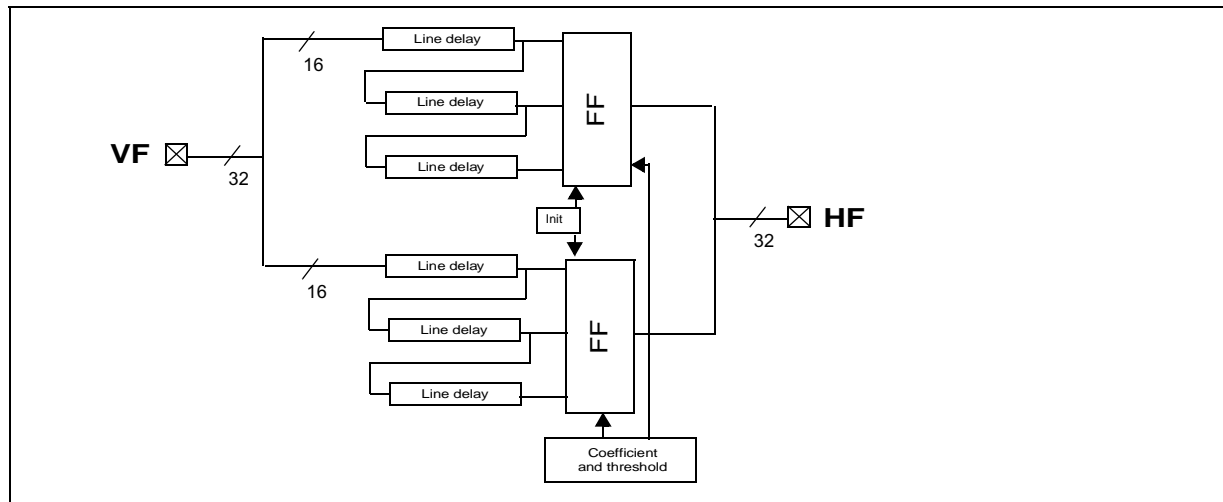 Line delay
16
Line delay
FF
VF
Line delay
32
Init
HF
32
Line delay
16
Line delay
FF
Line delay
Coefficient
and threshold